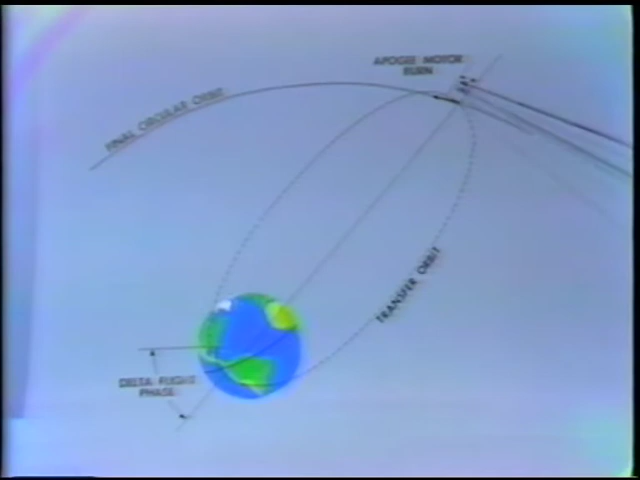 APOGEE MOTOR
BURN
FINAL CIRCULAR ORBIT
TRANSFER ORBIT
DELTA FLIGHT
PHASE